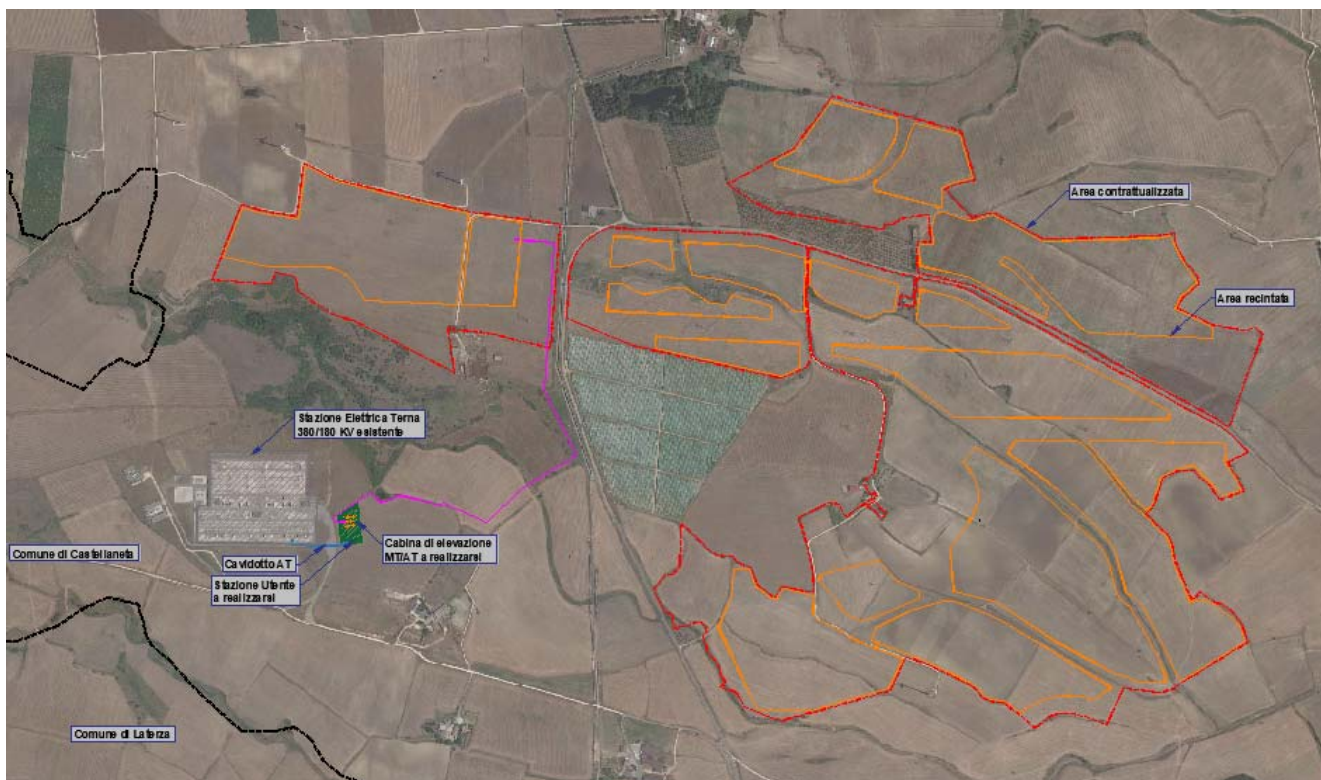 Area contrattualizzata
Area recintata
Stazione Elettrica Terna
380/180 KV esistente
Cabina di elevazione
MT/AT a realizzarsi
Comune di Castellaneta
Cavidotto AT
Stazione Utente
a realizzarsi
Comune di Laterza